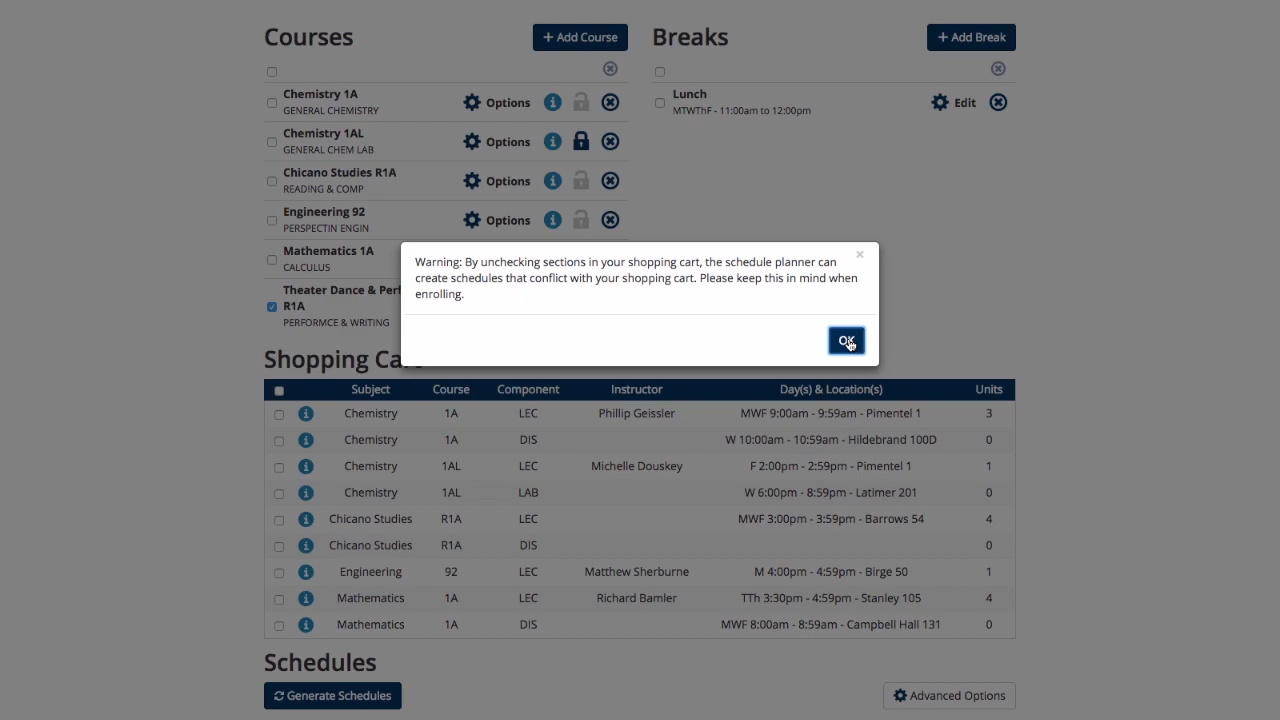 Courses
+ Add Course
Breaks
+ Add Break
Chemistry 1A
GENERAL CHEMISTRY
Options
Lunch
MTWThF - 11:00am to 12:00pm
Edit
Chemistry 1AL
GENERAL CHEM LAB
Options
Chicano Studies R1A
READING & COMP
Options
Engineering 92
PERSPECTIN ENGIN
Options
Mathematics 1A
CALCULUS
Theater Dance & Perf
R1A
PERFORMCE & WRITING
Warning: By unchecking sections in your shopping cart, the schedule planner can
create schedules that conflict with your shopping cart. Please keep this in mind when
enrolling.
OK
Shopping Cart
Subject Course Component Instructor Day(s) & Location(s) Units
Chemistry 1A LEC Phillip Geissler MWF 9:00am - 9:59am - Pimentel 1 3
Chemistry 1A DIS W 10:00am - 10:59am - Hildebrand 100D 0
Chemistry 1AL LEC Michelle Douskey F 2:00pm - 2:59pm - Pimentel 1 1
Chemistry 1AL LAB W 6:00pm - 8:59pm - Latimer 201 0
Chicano Studies R1A LEC MWF 3:00pm - 3:59pm - Barrows 54 4
Chicano Studies R1A DIS 0
Engineering 92 LEC Matthew Sherburne M 4:00pm - 4:59pm - Birge 50 1
Mathematics 1A LEC Richard Bamler TTh 3:30pm - 4:59pm - Stanley 105 4
Mathematics 1A DIS MWF 8:00am - 8:59am - Campbell Hall 131 0
Schedules
Generate Schedules
Advanced Options